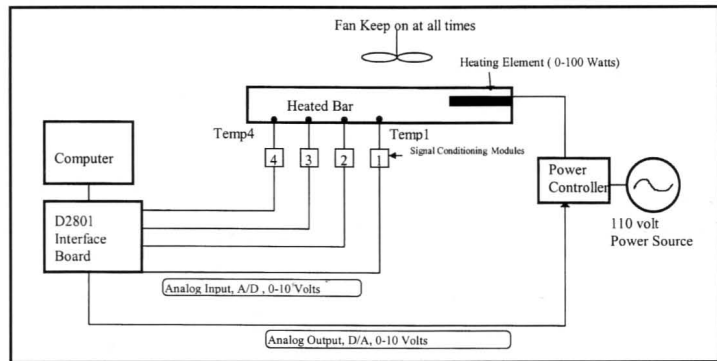 Fan Keep on at all times
Heating Element ( 0-100 Watts)
Heated Bar
Temp4
Temp1
4
3
2
1
Signal Conditioning Modules
Computer
Power
Controller
D2801
Interface
Board
110 volt
Power Source
Analog Input, A/D , 0-10 Volts
Analog Output, D/A, 0-10 Volts